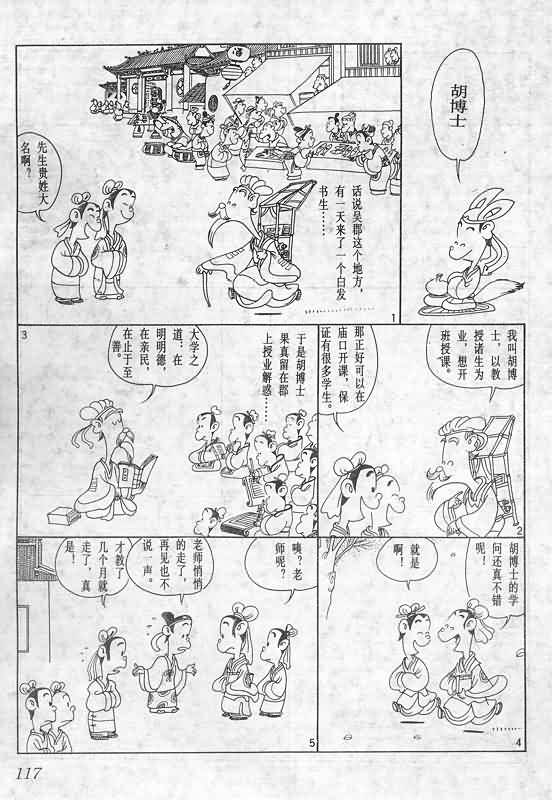 胡博士
话说吴郡这个地方，
有一天来了一个白发
书生……
先生贵姓大
名啊？
1
我叫胡博
士，以教
授诸生为
业，想开
班授课。
那正好可以在
庙口开课，保
证有很多学生。
2
于是胡博士
果真留在郡
上授业解惑……
大学之
道：在
明明德，
在亲民，
在止于至
善。
3
胡博士的学
问还真不错
呢！
就是
啊！
4
咦？老
师呢？
老师悄悄
的走了，
再见也不
说一声。
才教了
几个月就
走了，真
是！
5
117